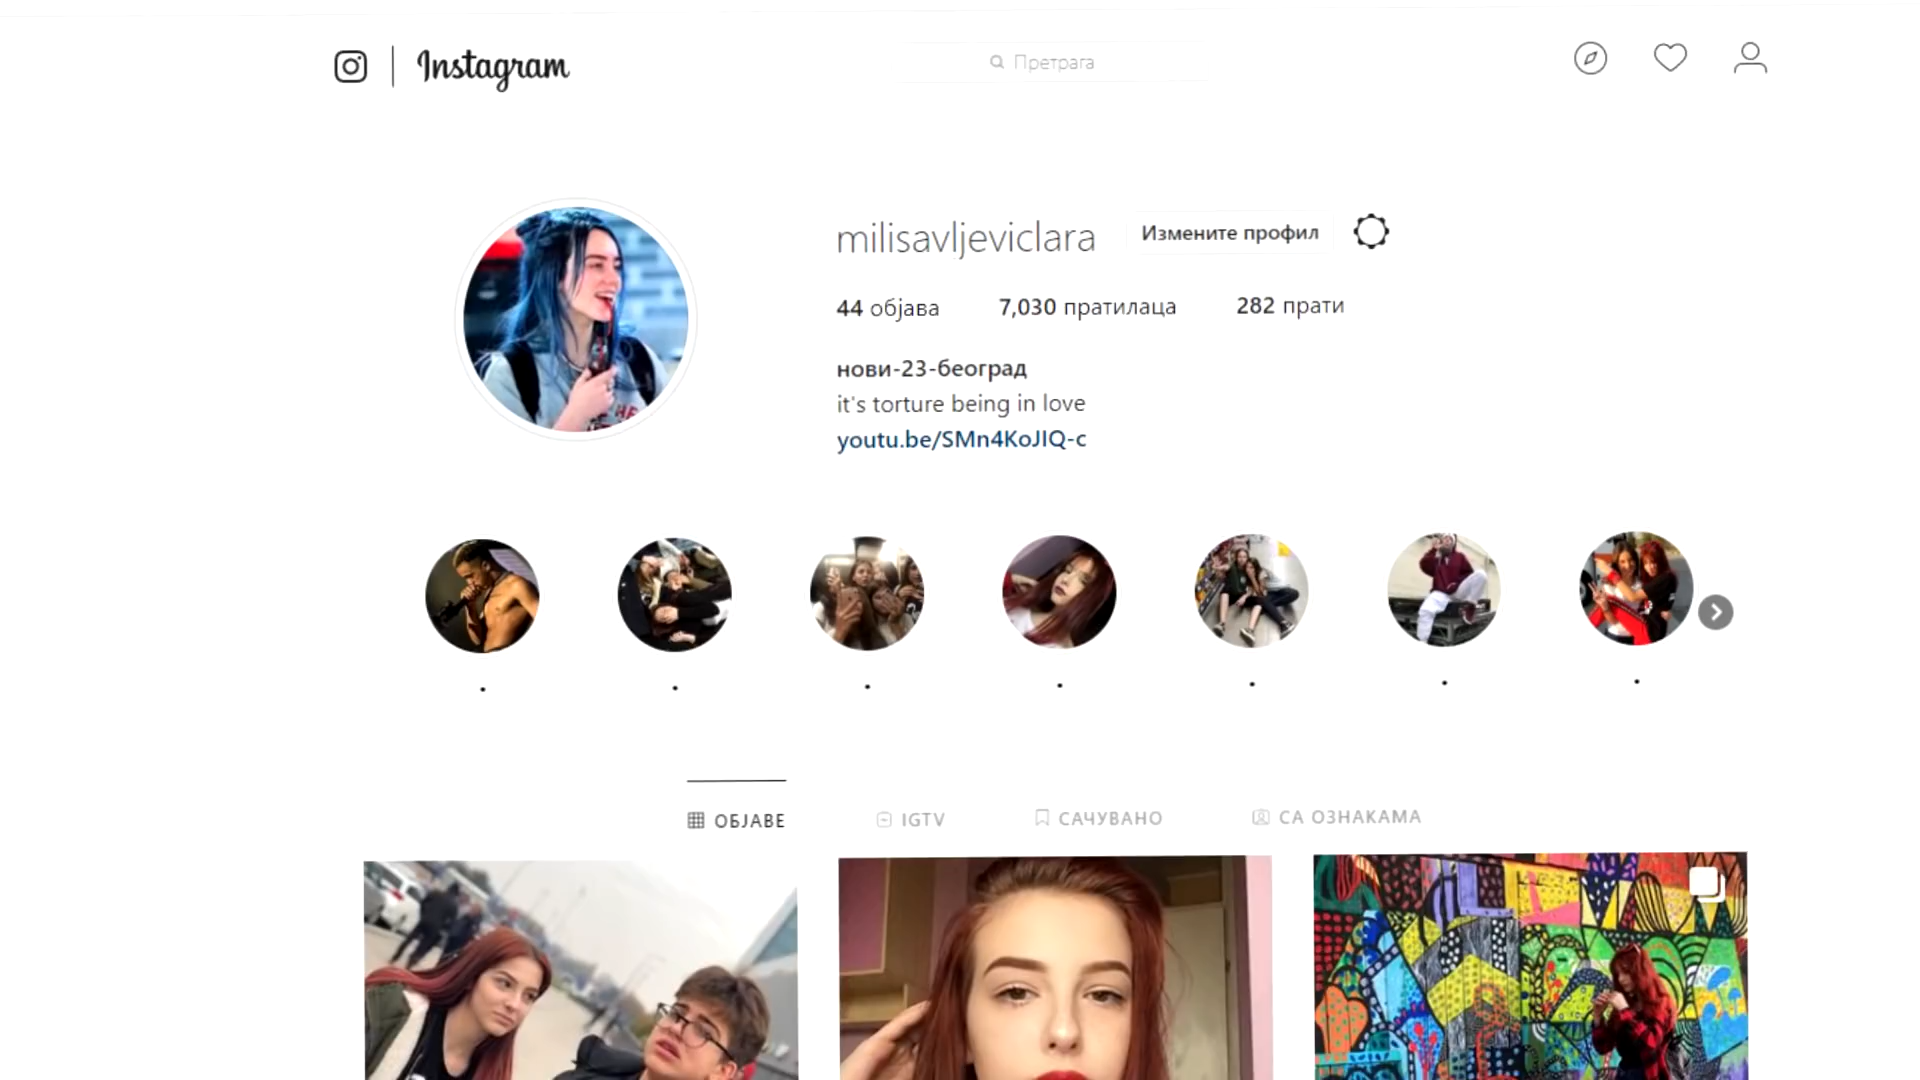 Instagram
Претрага
milisavljeviclara
Измените профил
44 објава
7,030 пратилаца
282 прати
нови-23-београд
it's torture being in love
youtu.be/SMn4KoJIQ-c
ОБЈАВЕ
IGTV
САЧУВАНО
СА ОЗНАКАМА